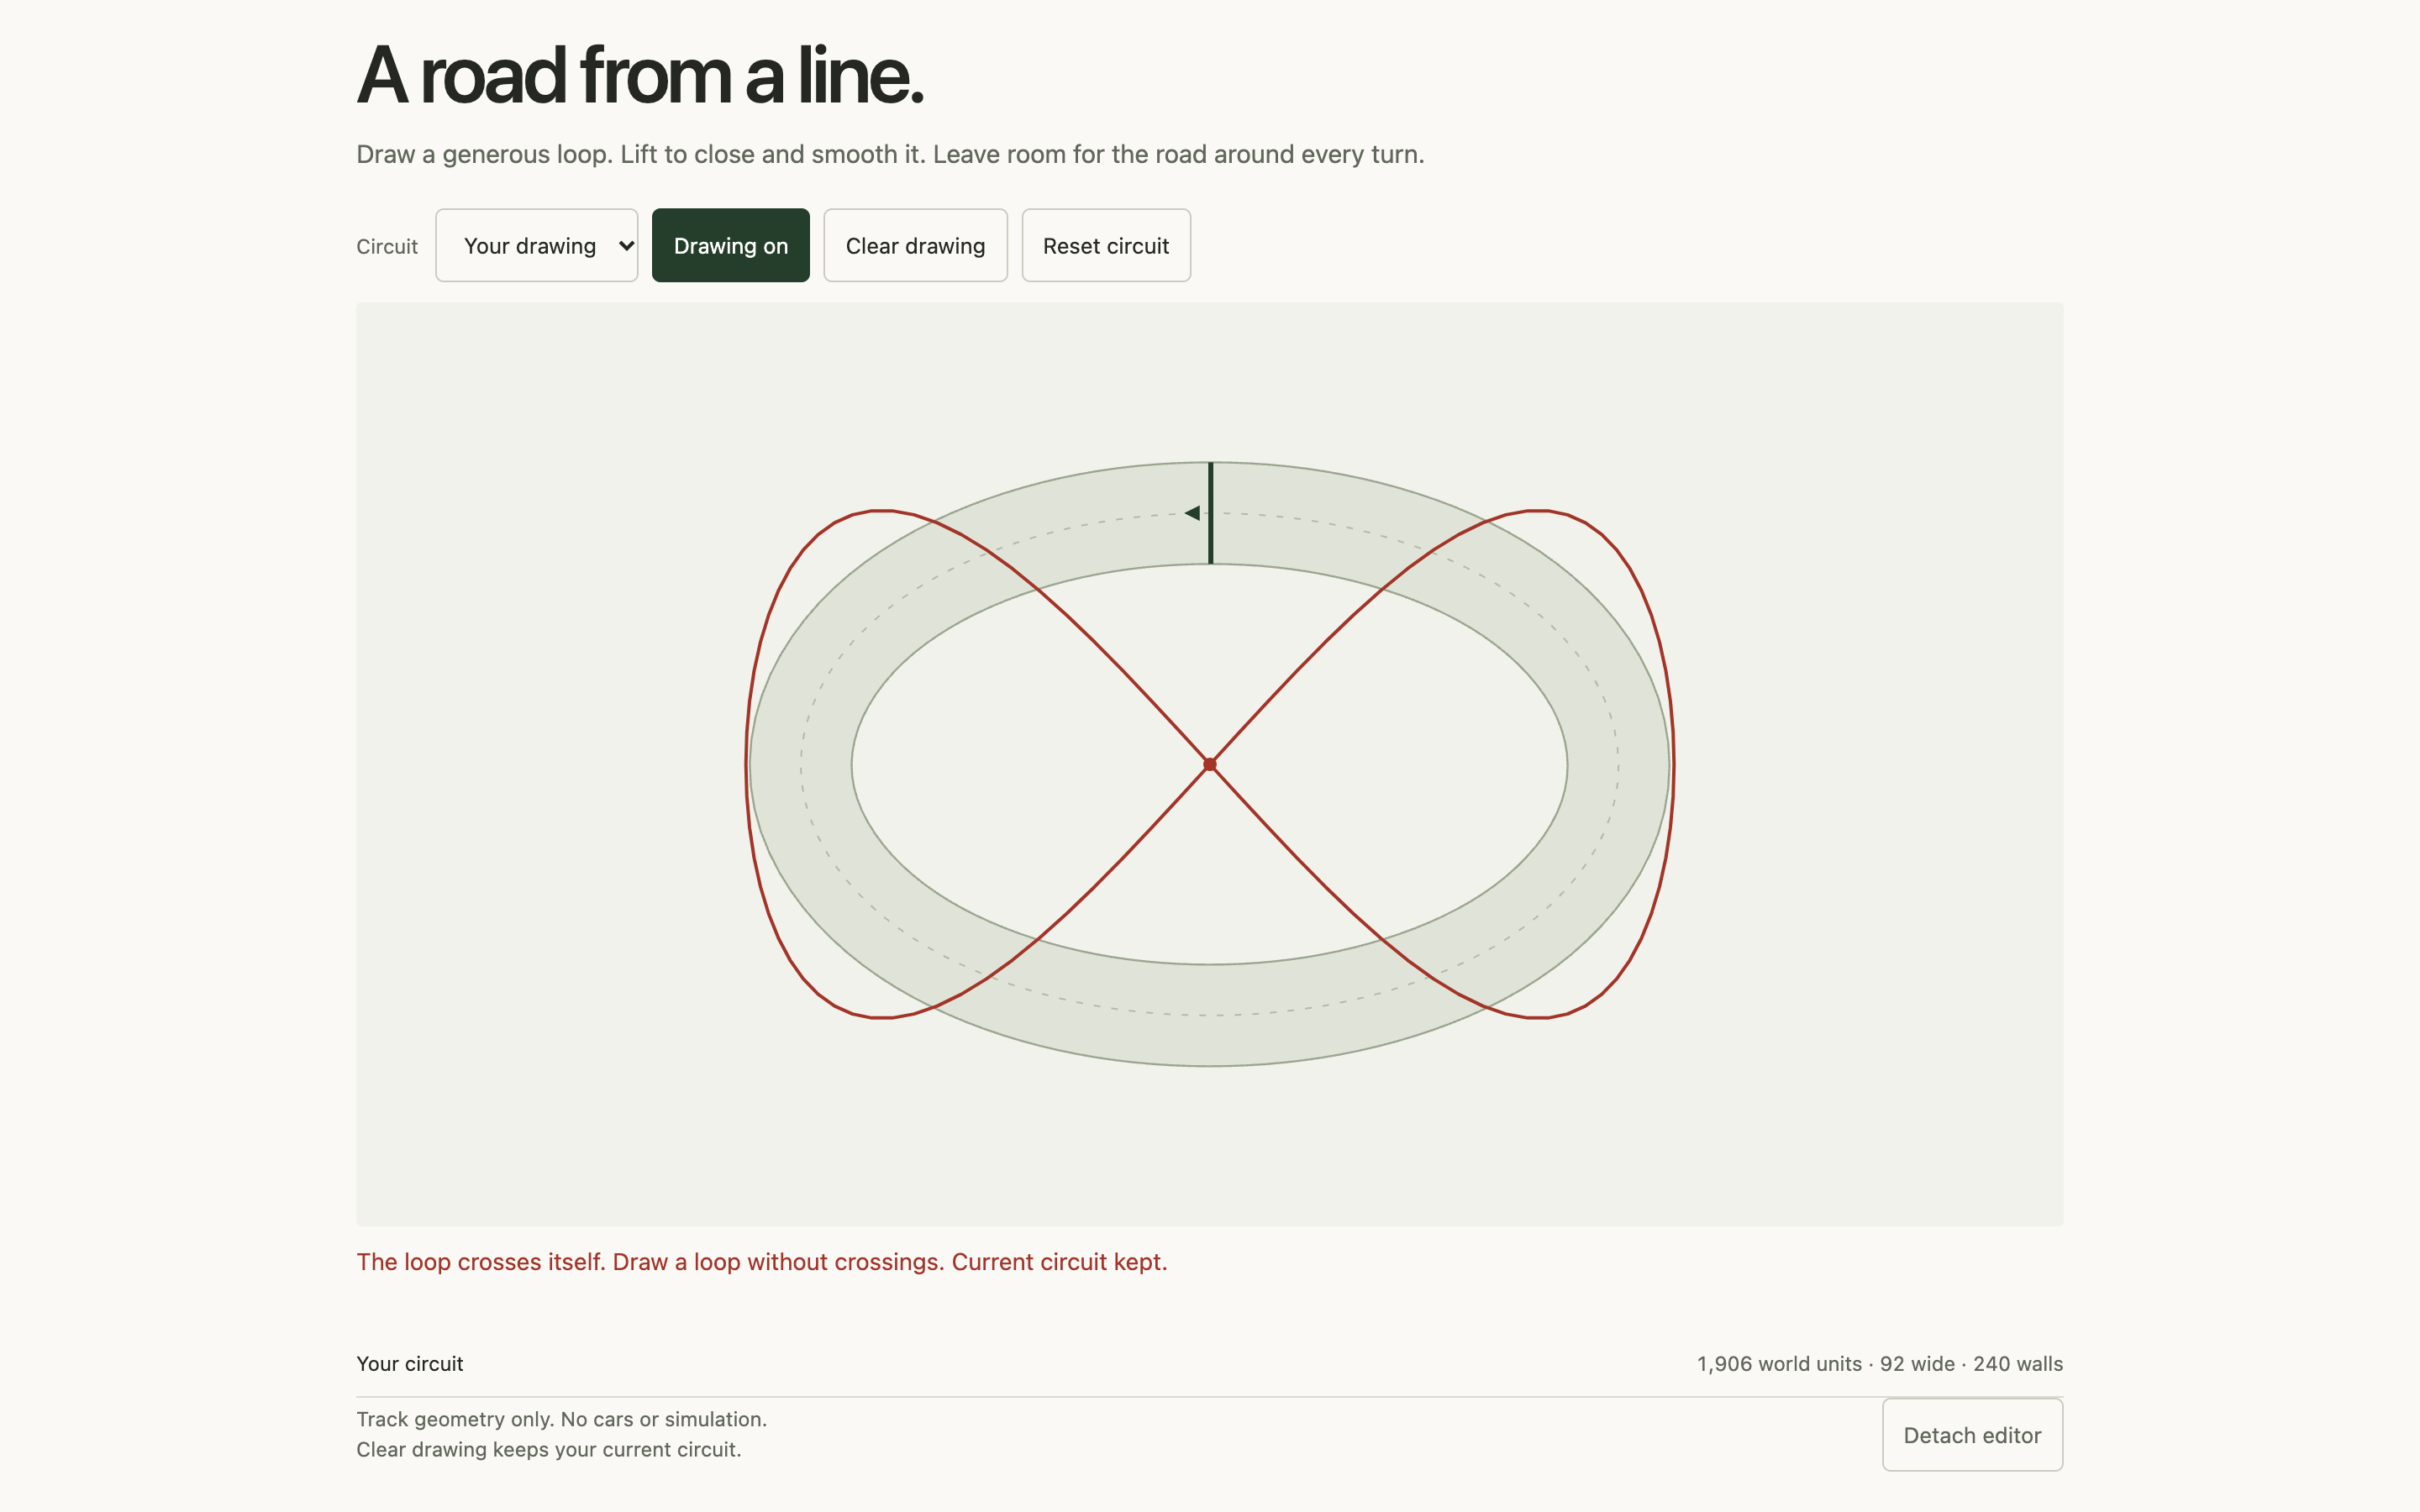 A road from a line.
Draw a generous loop. Lift to close and smooth it. Leave room for the road around every turn.
Circuit
Your drawing
Drawing on
Clear drawing
Reset circuit
The loop crosses itself. Draw a loop without crossings. Current circuit kept.
Your circuit
1,906 world units · 92 wide · 240 walls
Track geometry only. No cars or simulation.
Clear drawing keeps your current circuit.
Detach editor